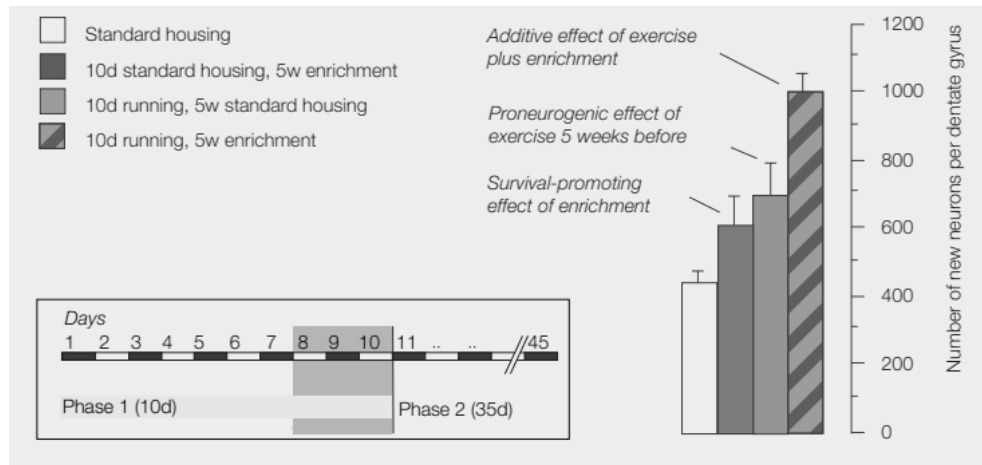 Standard housing
10d standard housing, 5w enrichment
10d running, 5w standard housing
10d running, 5w enrichment
Additive effect of exercise
plus enrichment
Proneurogenic effect of
exercise 5 weeks before
Survival-promoting
effect of enrichment
1200
1000
800
600
400
200
0
Number of new neurons per dentate gyrus
Days
1 2 3 4 5 6 7 8 9 10 11 .. .. 45
Phase 1 (10d) Phase 2 (35d)